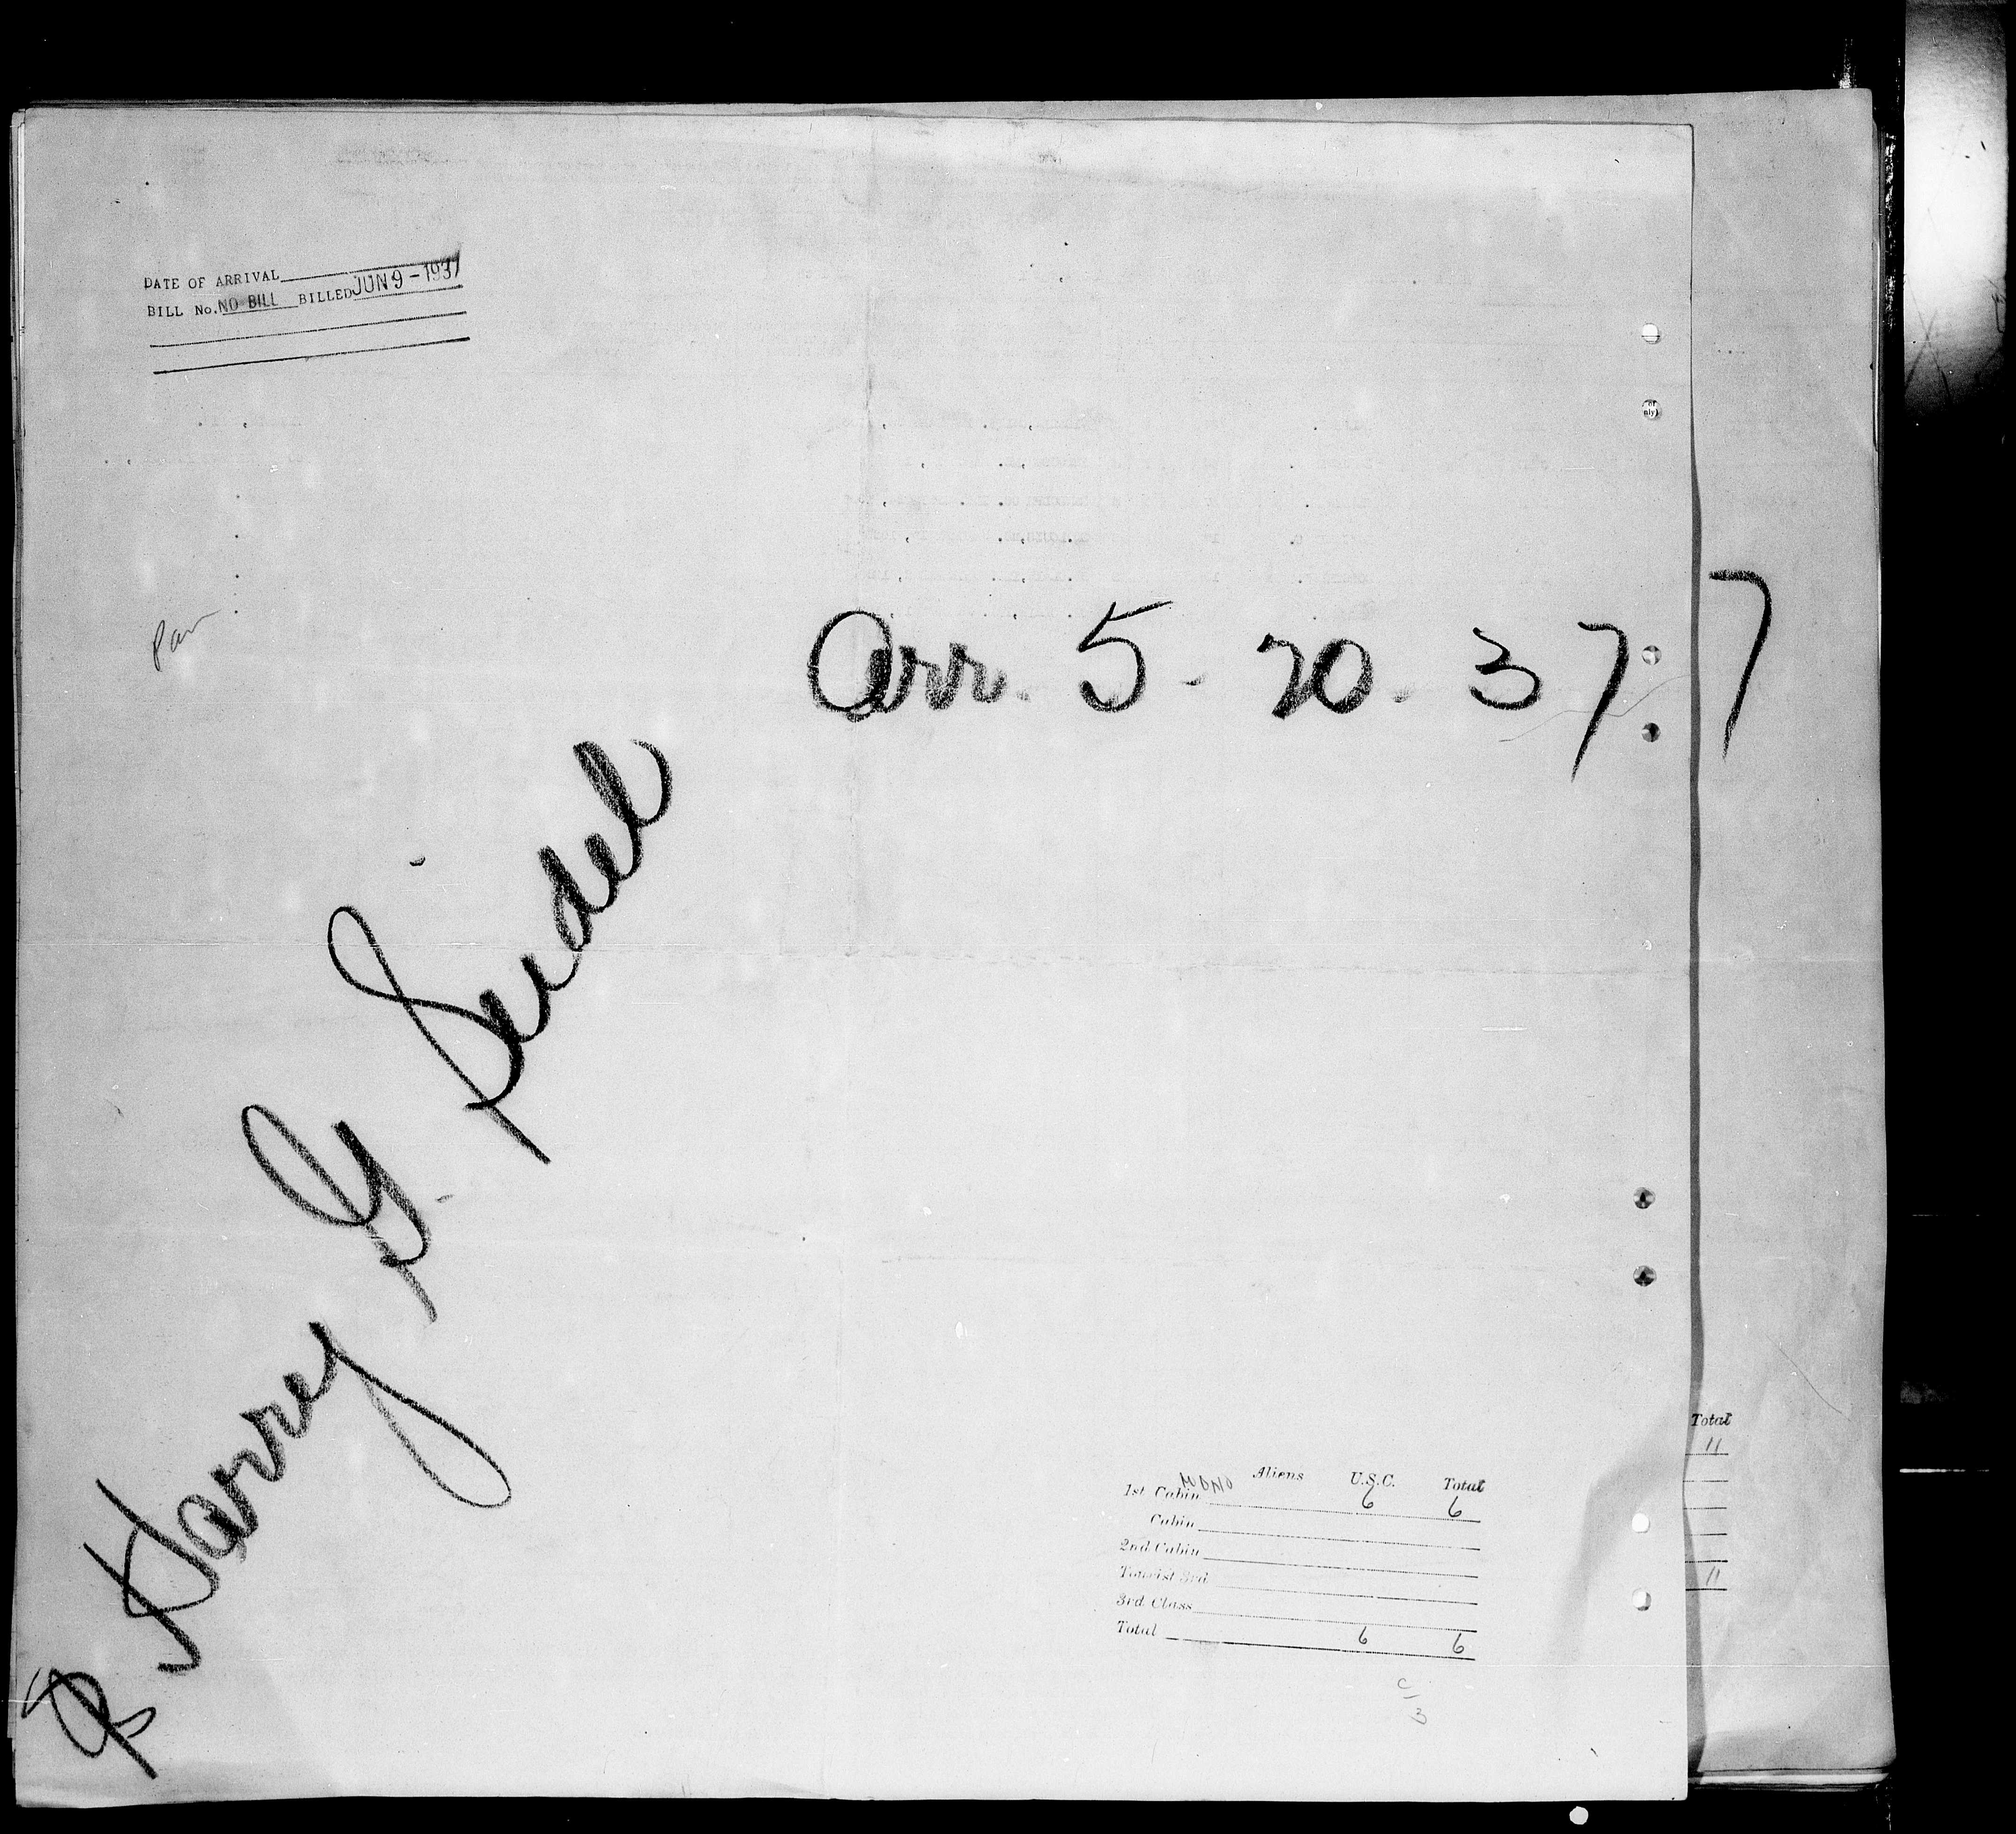 DATE OF ARRIVAL
BILL No. NO BILL BILLED JUN 9 - 1937
Arr. 5 - 20 - 37
7
S Harry G. Seidel
Total
11
11
Aliens U.S.C. Total
1st Cabin 6 6
Cabin
2nd Cabin
Tourist 3rd
3rd Class
Total 6 6